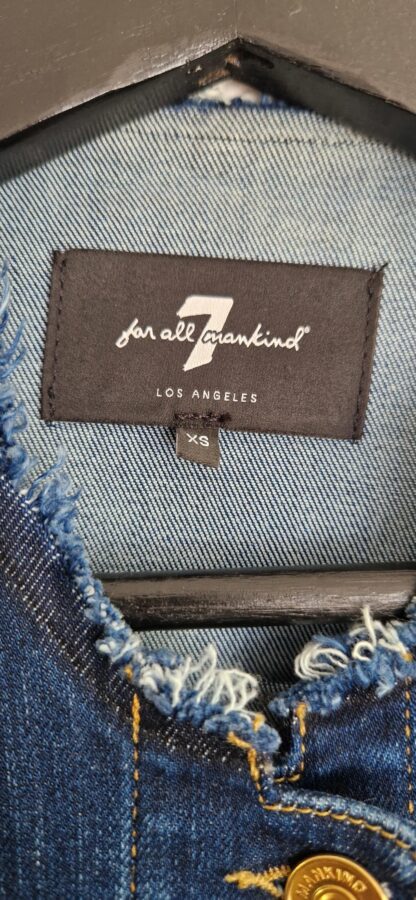 7
for all mankind®
LOS ANGELES
XS
MANKIND